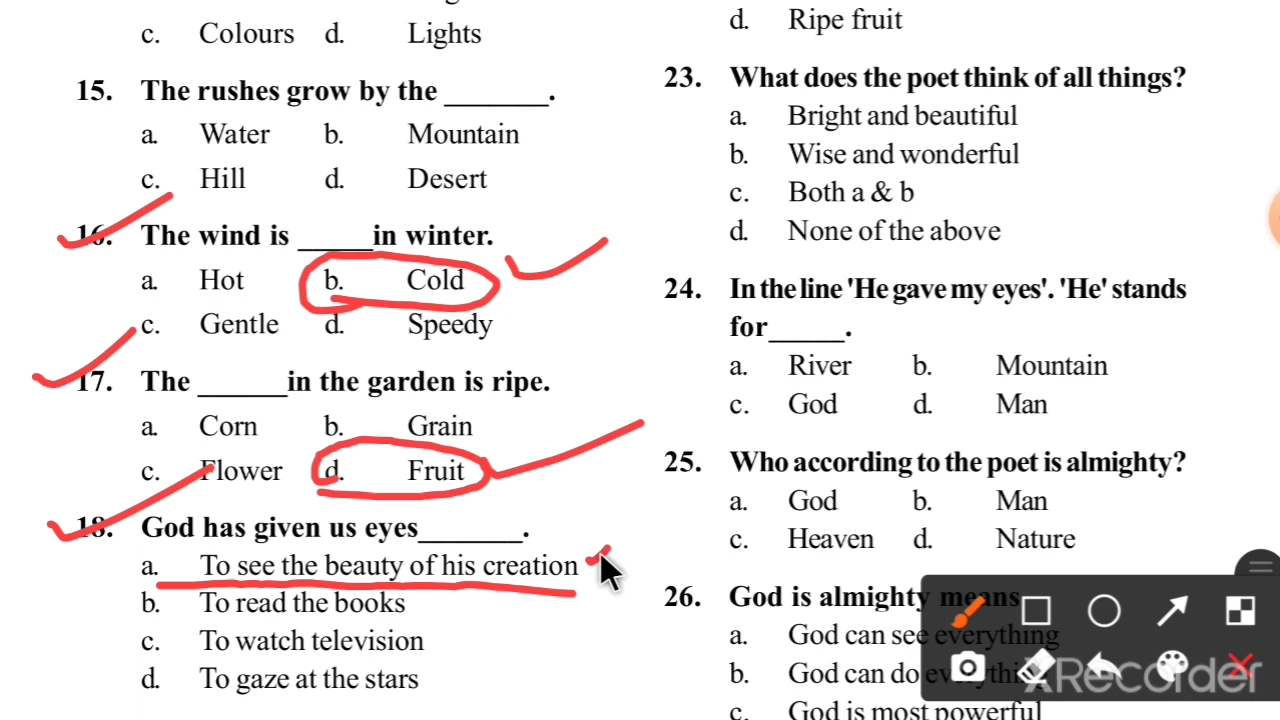 c. Colours d. Lights
15. The rushes grow by the _______.
a. Water b. Mountain
c. Hill d. Desert
16. The wind is _____in winter.
a. Hot b. Cold
c. Gentle d. Speedy
17. The ______in the garden is ripe.
a. Corn b. Grain
c. Flower d. Fruit
18. God has given us eyes_______.
a. To see the beauty of his creation
b. To read the books
c. To watch television
d. To gaze at the stars
d. Ripe fruit
23. What does the poet think of all things?
a. Bright and beautiful
b. Wise and wonderful
c. Both a & b
d. None of the above
24. In the line 'He gave my eyes'. 'He' stands
for_____.
a. River b. Mountain
c. God d. Man
25. Who according to the poet is almighty?
a. God b. Man
c. Heaven d. Nature
26. God is almighty means
a. God can see everything
b. God can do everything
c. God is most powerful
XRecorder